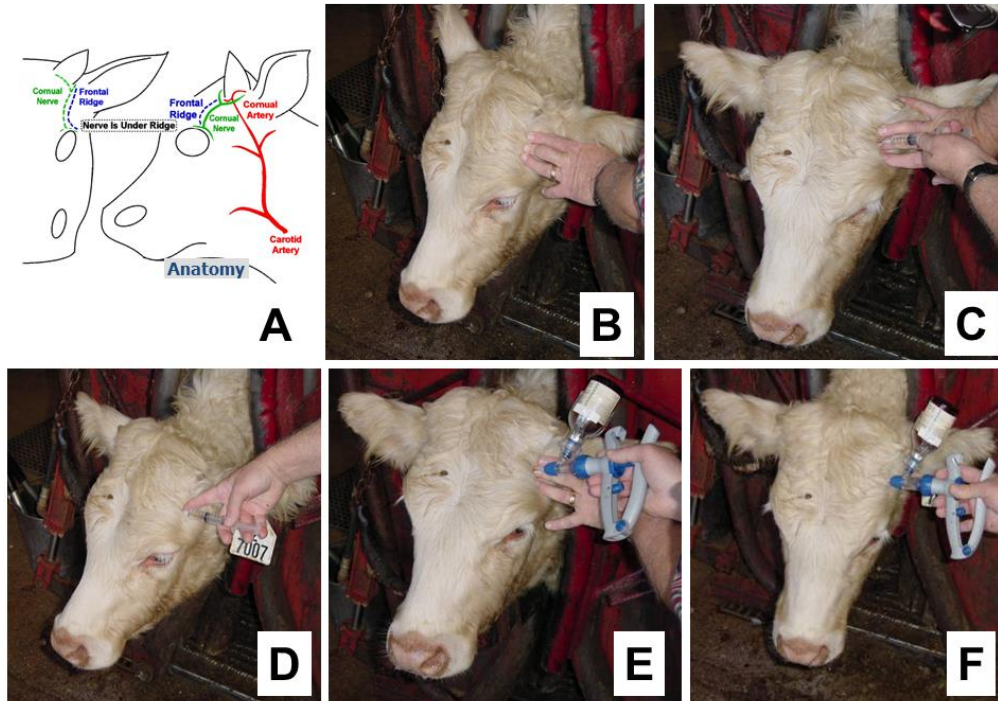 Cornual
Nerve
Frontal
Ridge
Nerve Is Under Ridge
Frontal
Ridge
Cornual
Nerve
Cornual
Artery
Carotid
Artery
Anatomy
A
B
C
7007
D
E
F